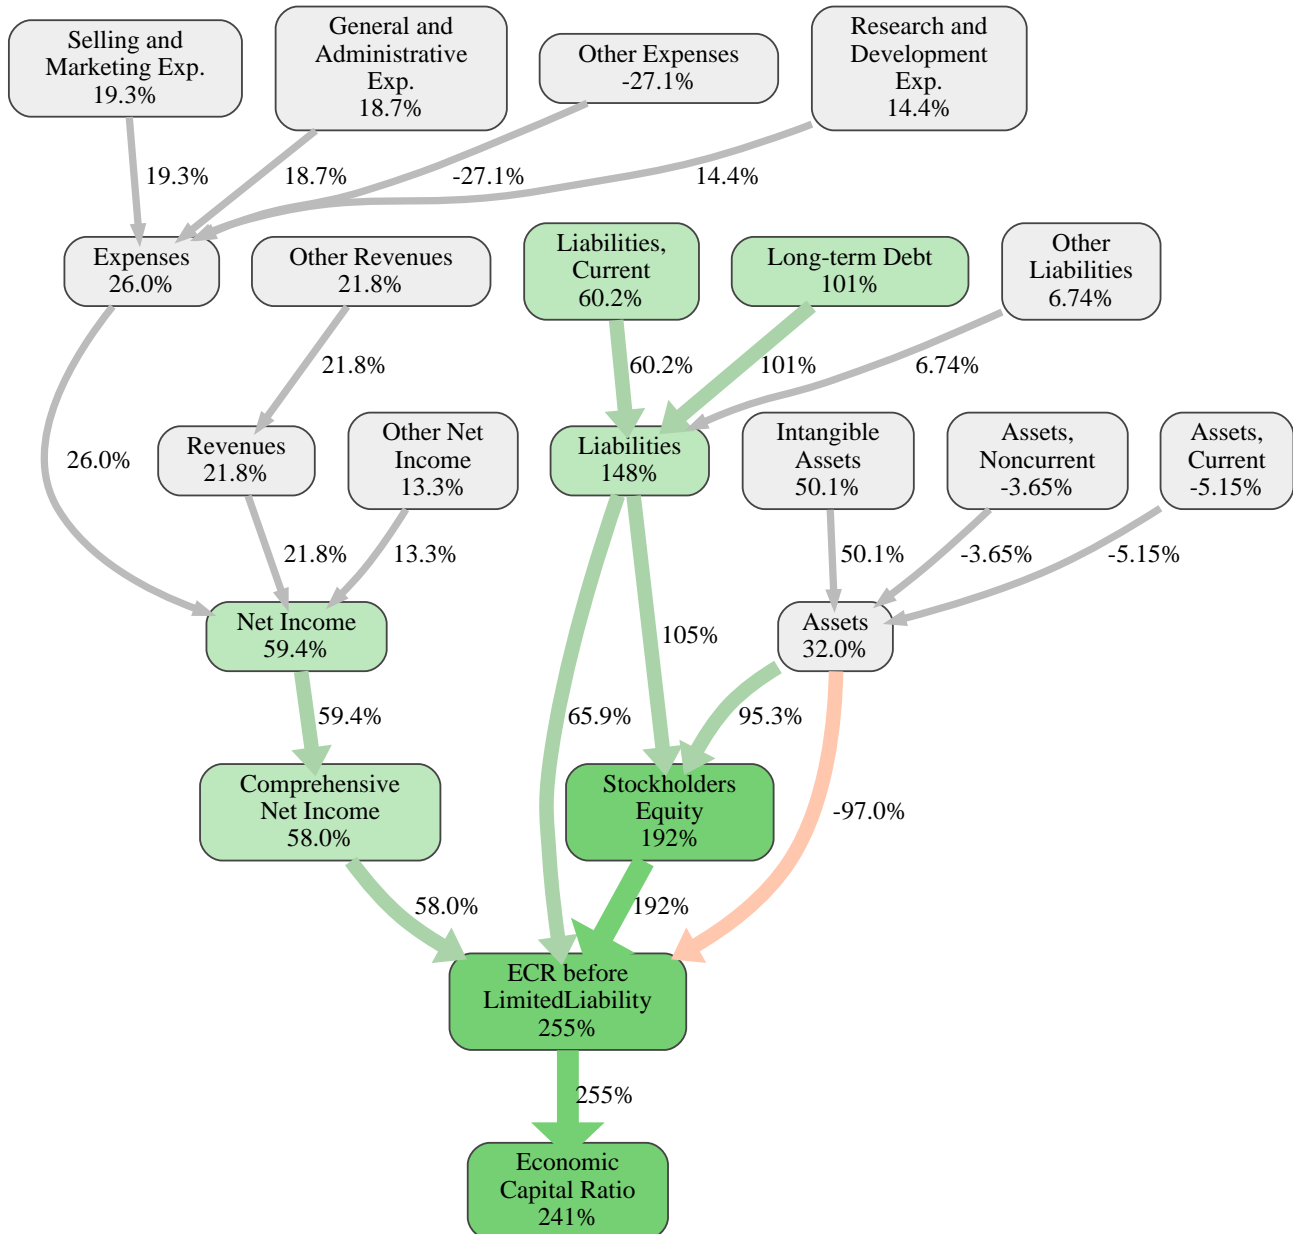 Selling and
Marketing Exp.
19.3%
General and
Administrative
Exp.
18.7%
Other Expenses
-27.1%
Research and
Development
Exp.
14.4%
19.3%
18.7%
-27.1%
14.4%
Expenses
26.0%
Other Revenues
21.8%
Liabilities,
Current
60.2%
Long-term Debt
101%
Other
Liabilities
6.74%
21.8%
60.2%
101%
6.74%
26.0%
Revenues
21.8%
Other Net
Income
13.3%
Liabilities
148%
Intangible
Assets
50.1%
Assets,
Noncurrent
-3.65%
Assets,
Current
-5.15%
21.8%
13.3%
50.1%
-3.65%
-5.15%
Net Income
59.4%
105%
Assets
32.0%
59.4%
65.9%
95.3%
Comprehensive
Net Income
58.0%
Stockholders
Equity
192%
-97.0%
58.0%
192%
ECR before
LimitedLiability
255%
255%
Economic
Capital Ratio
241%